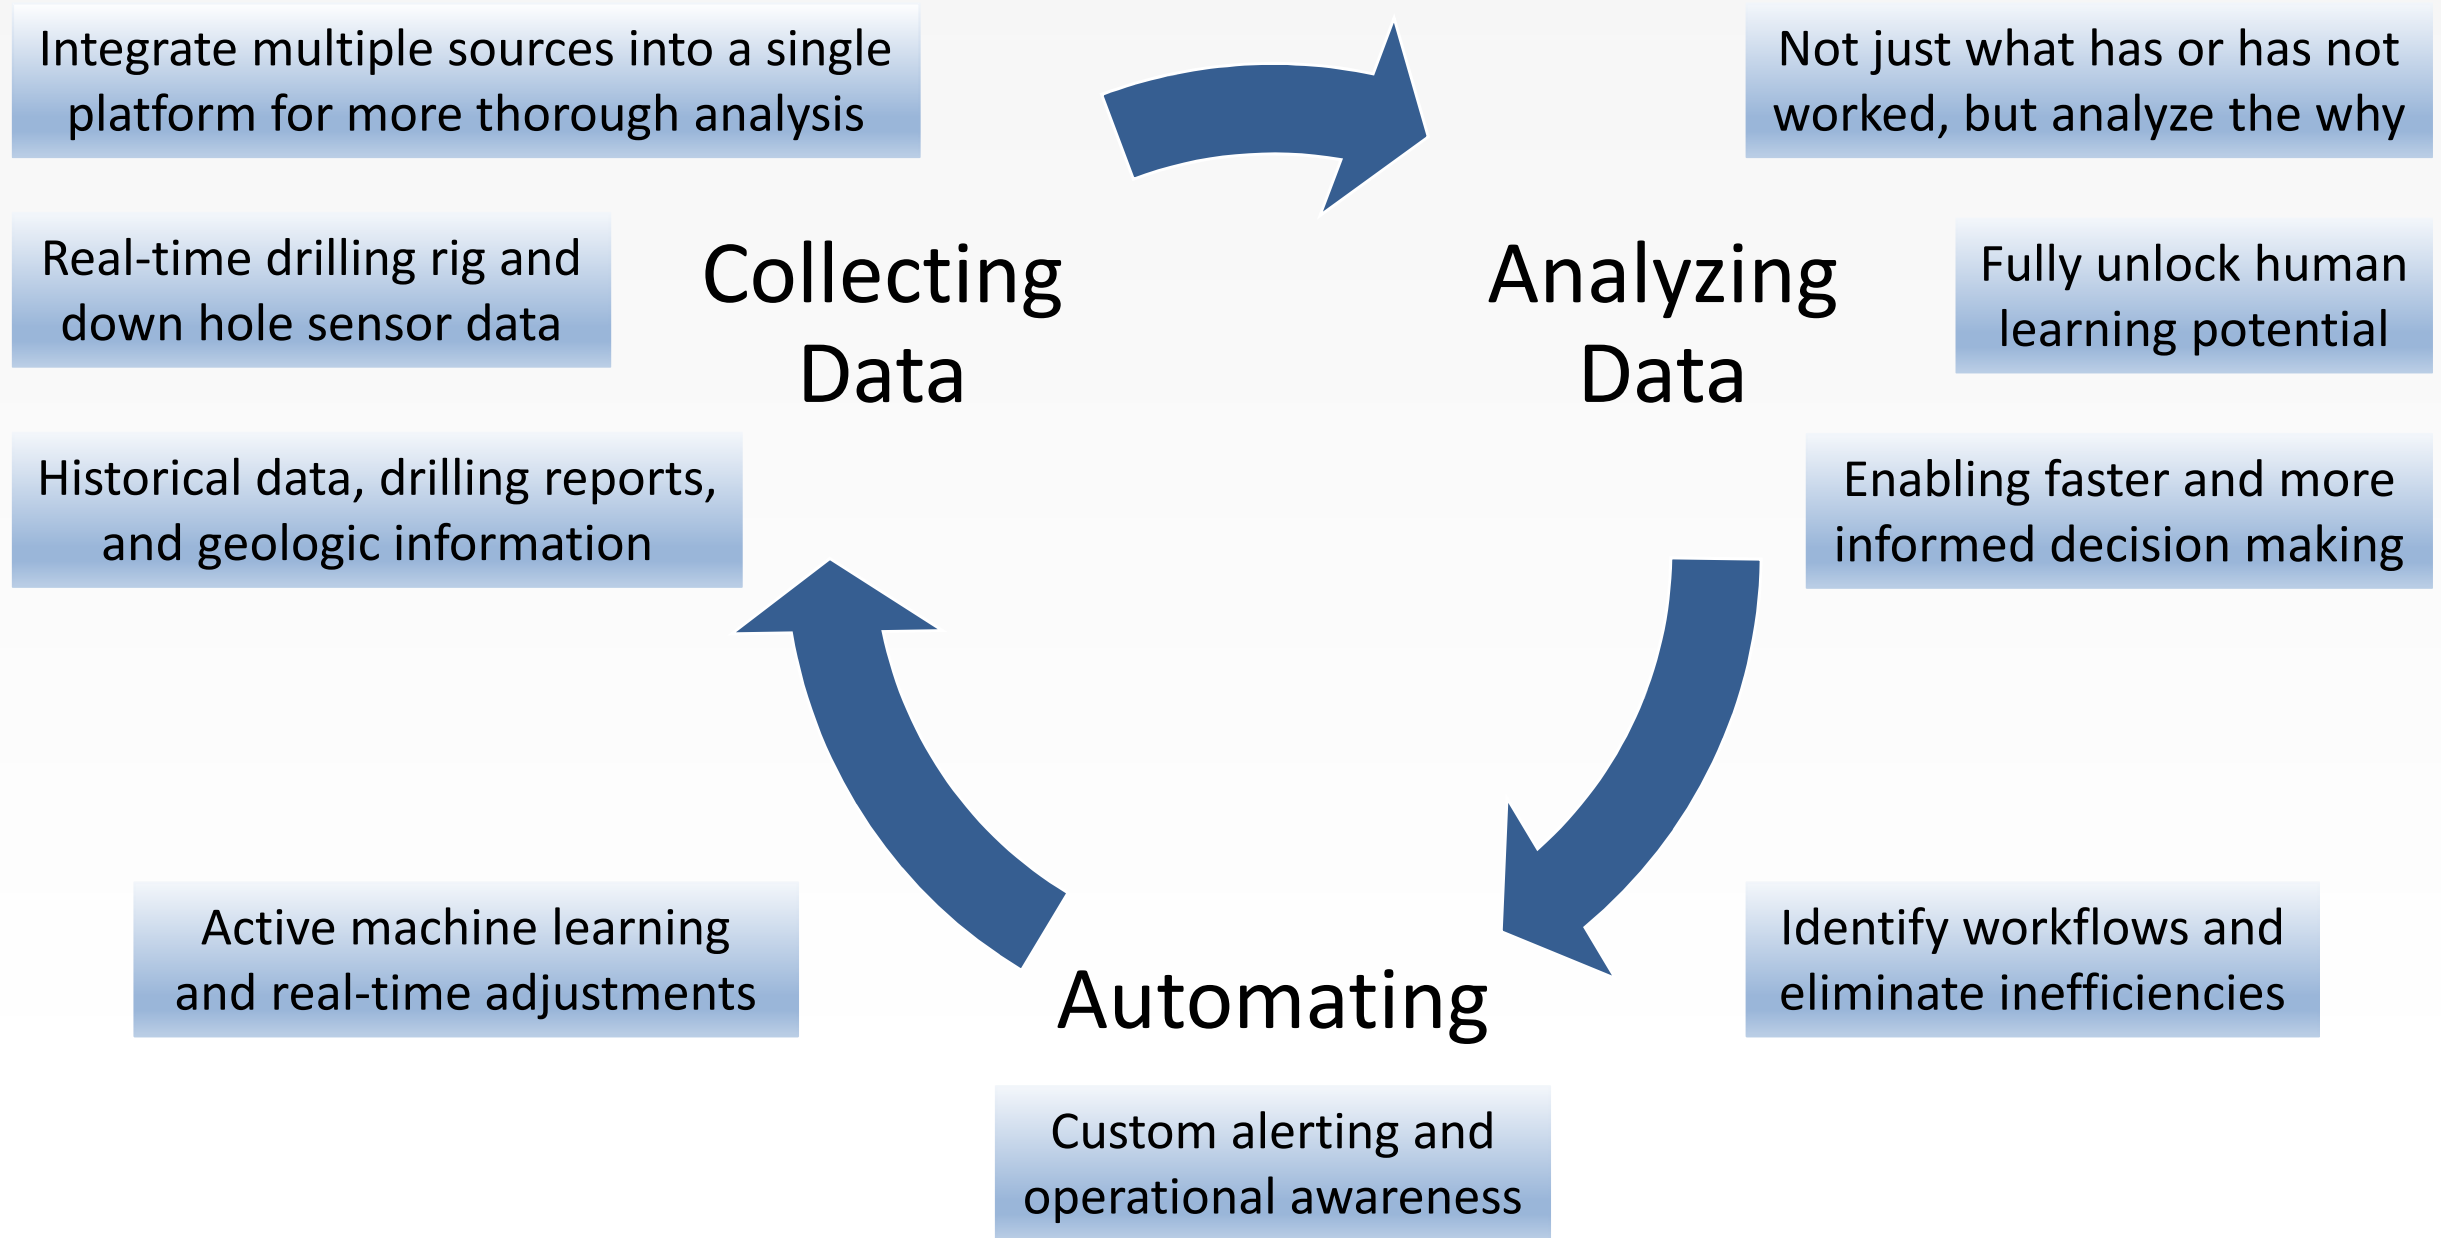 Integrate multiple sources into a single
platform for more thorough analysis
Real-time drilling rig and
down hole sensor data
Historical data, drilling reports,
and geologic information
Collecting
Data
Analyzing
Data
Not just what has or has not
worked, but analyze the why
Fully unlock human
learning potential
Enabling faster and more
informed decision making
Active machine learning
and real-time adjustments
Automating
Identify workflows and
eliminate inefficiencies
Custom alerting and
operational awareness